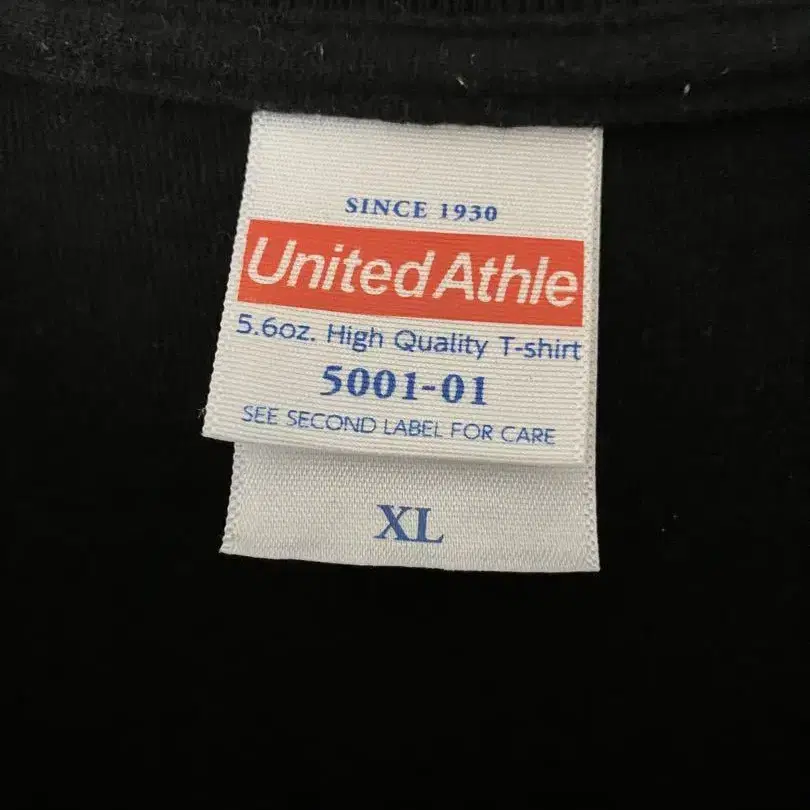 SINCE 1930
United Athle
5.6oz. High Quality T-shirt
5001-01
SEE SECOND LABEL FOR CARE
XL